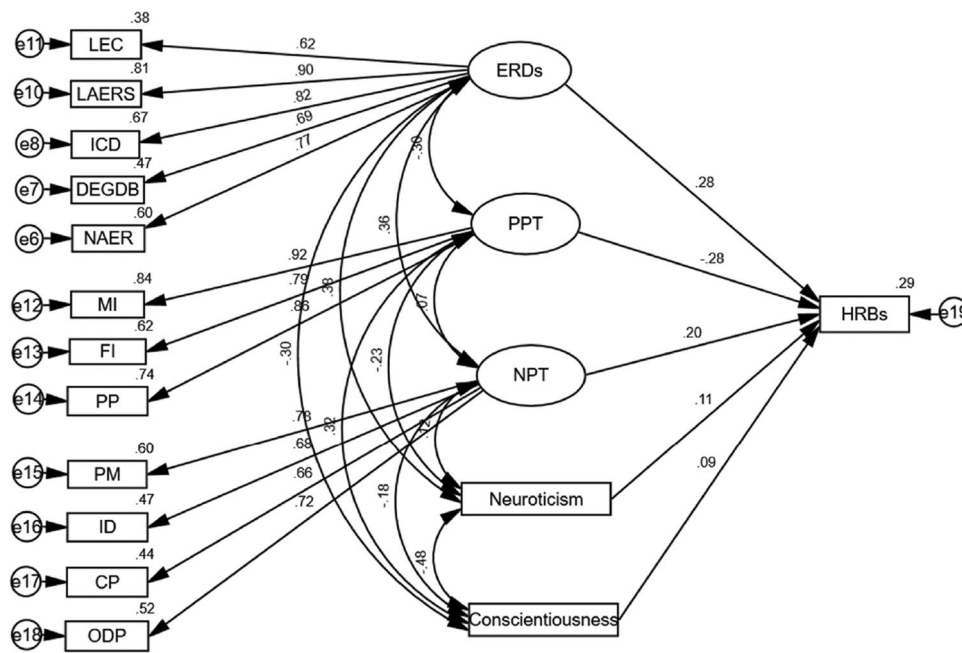 .38
e11 LEC
.62
ERDs
.81
e10 LAERS
.90
.67
e8 ICD
.82
.47
e7 DEGDB
.69
.60
e6 NAER
.77
-.30
.28
.36
PPT
-.28
.84
e12 MI
.92
.62
e13 FI
.79
.38
.74
e14 PP
.86
.07
.29
HRBs e19
-.30
-.23
.20
NPT
.60
e15 PM
.78
.32
.12
.11
.47
e16 ID
.68
.44
e17 CP
.66
-.18
Neuroticism
.09
.52
e18 ODP
.72
-.48
Conscientiousness